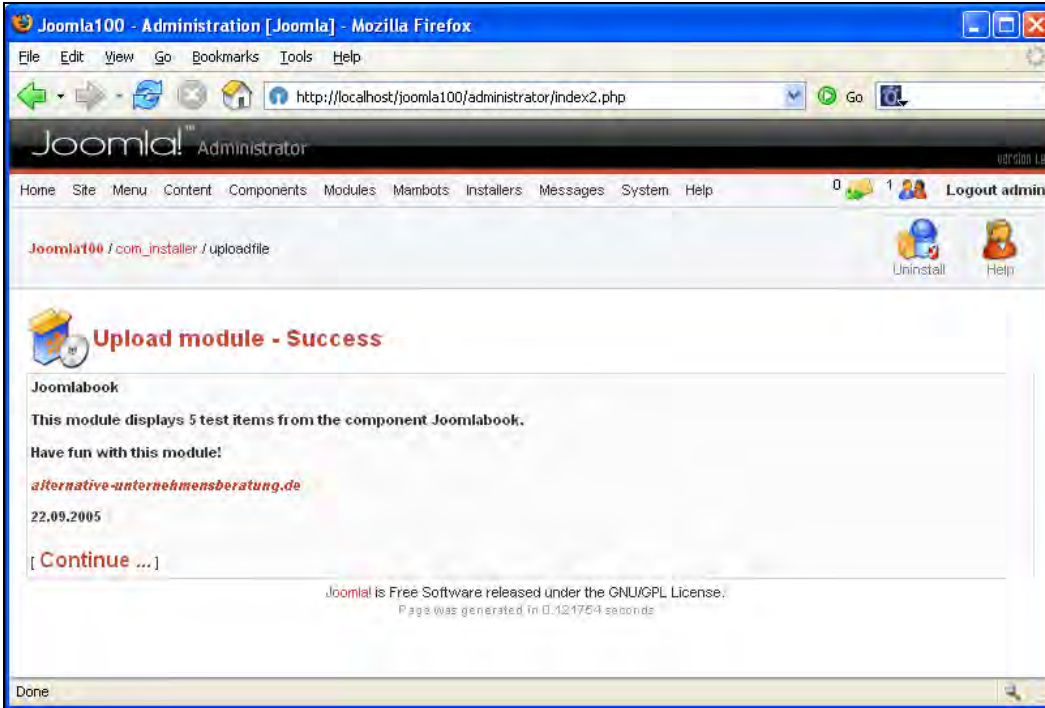 Joomla100 - Administration [Joomla] - Mozilla Firefox
File Edit View Go Bookmarks Tools Help
http://localhost/joomla100/administrator/index2.php Go
Joomla!™ Administrator
version 1.0
Home Site Menu Content Components Modules Mambots Installers Messages System Help 0 1 Logout admin
Joomla100 / com_installer / uploadfile
Uninstall Help
Upload module - Success
Joomlabook
This module displays 5 test items from the component Joomlabook.
Have fun with this module!
alternative-unternehmensberatung.de
22.09.2005
[ Continue ... ]
Joomla! is Free Software released under the GNU/GPL License.
Page was generated in 0.121754 seconds
Done